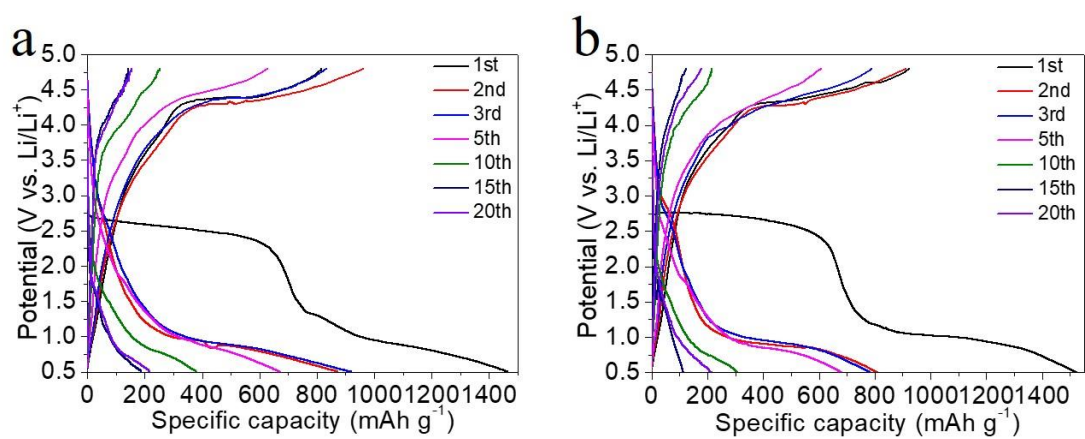 a
5.0
4.5
4.0
3.5
3.0
2.5
2.0
1.5
1.0
0.5
Potential (V vs. Li/Li⁺)
1st
2nd
3rd
5th
10th
15th
20th
0 200 400 600 800 1000 1200 1400
Specific capacity (mAh g⁻¹)
b
5.0
4.5
4.0
3.5
3.0
2.5
2.0
1.5
1.0
0.5
Potential (V vs. Li/Li⁺)
1st
2nd
3rd
5th
10th
15th
20th
0 200 400 600 800 1000 1200 1400
Specific capacity (mAh g⁻¹)